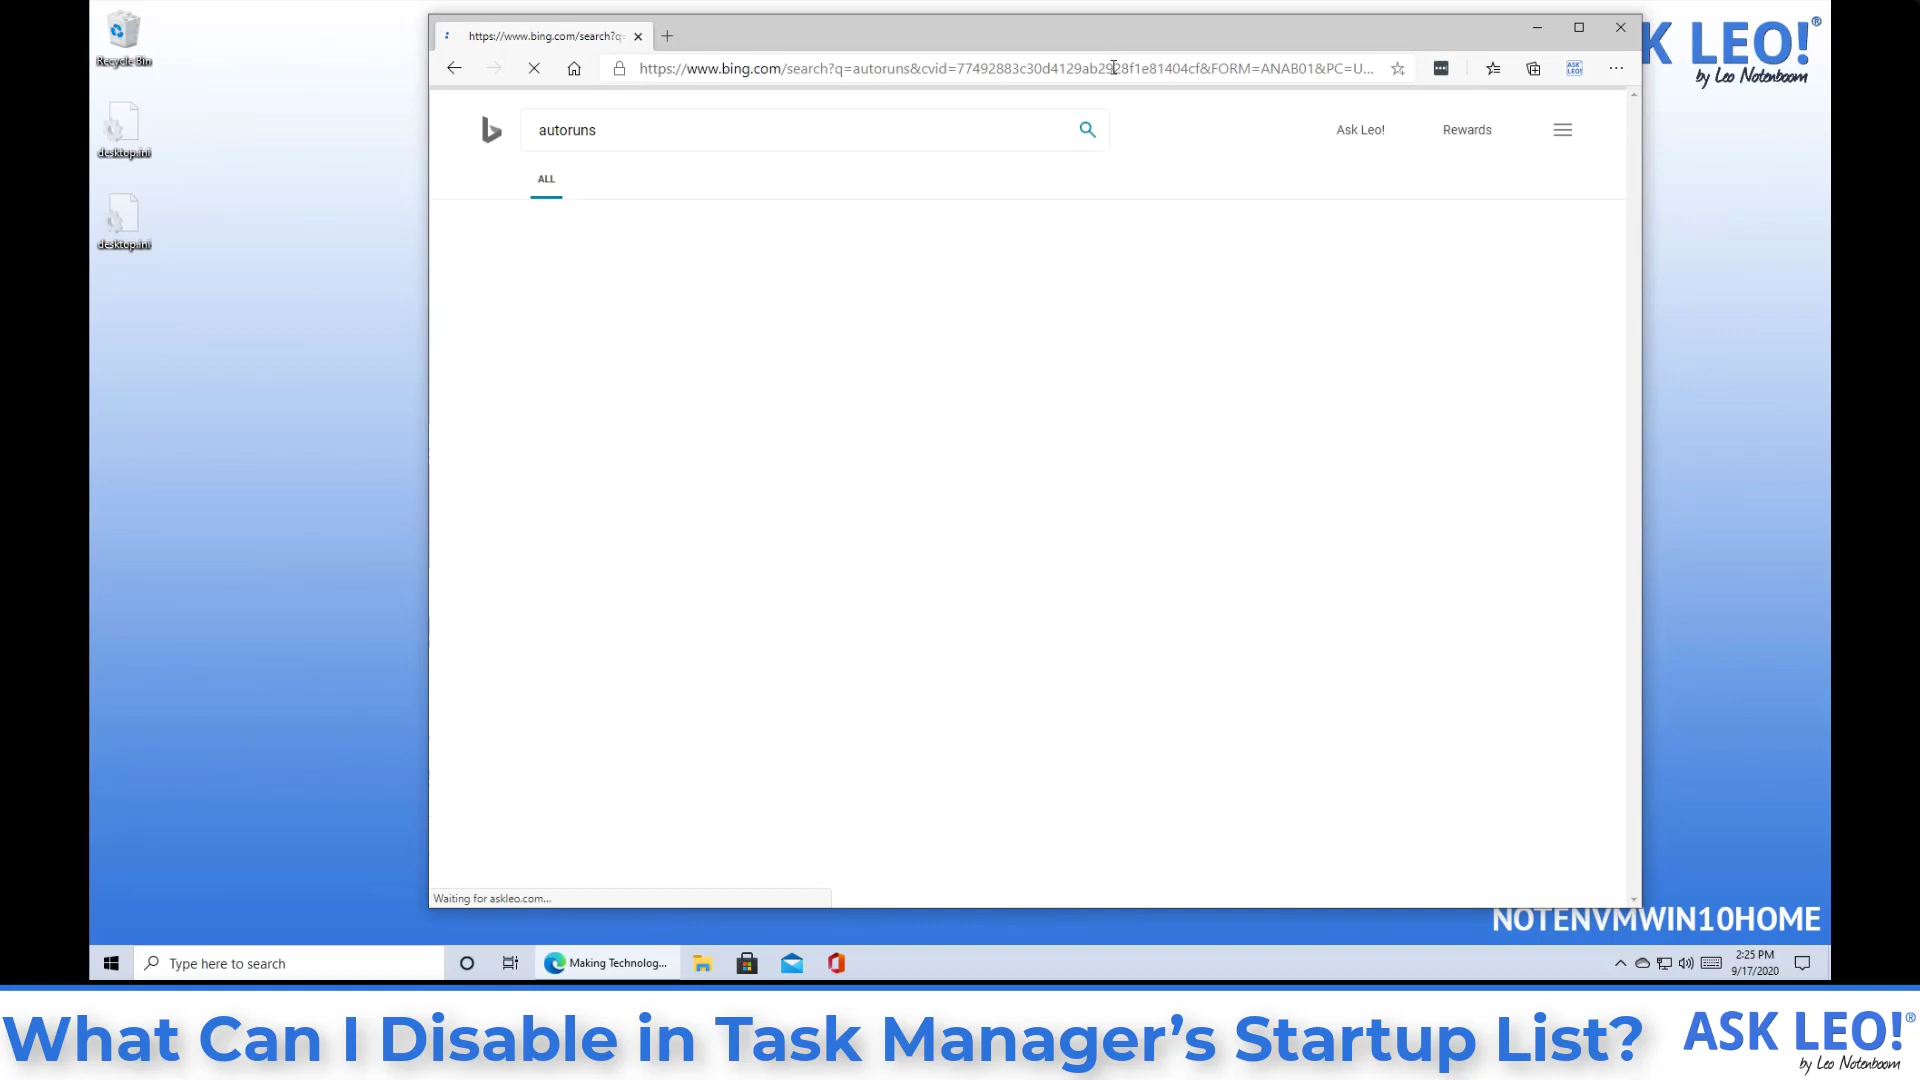 Recycle Bin
desktop.ini
desktop.ini
https://www.bing.com/search?q=
https://www.bing.com/search?q=autoruns&cvid=77492883c30d4129ab2928f1e81404cf&FORM=ANAB01&PC=U...
ASK LEO!
K LEO!®
by Leo Notenboom
autoruns
Ask Leo!
Rewards
ALL
Waiting for askleo.com...
NOTENVMWIN10HOME
Type here to search
Making Technolog...
2:25 PM
9/17/2020
What Can I Disable in Task Manager’s Startup List?
ASK LEO!®
by Leo Notenboom